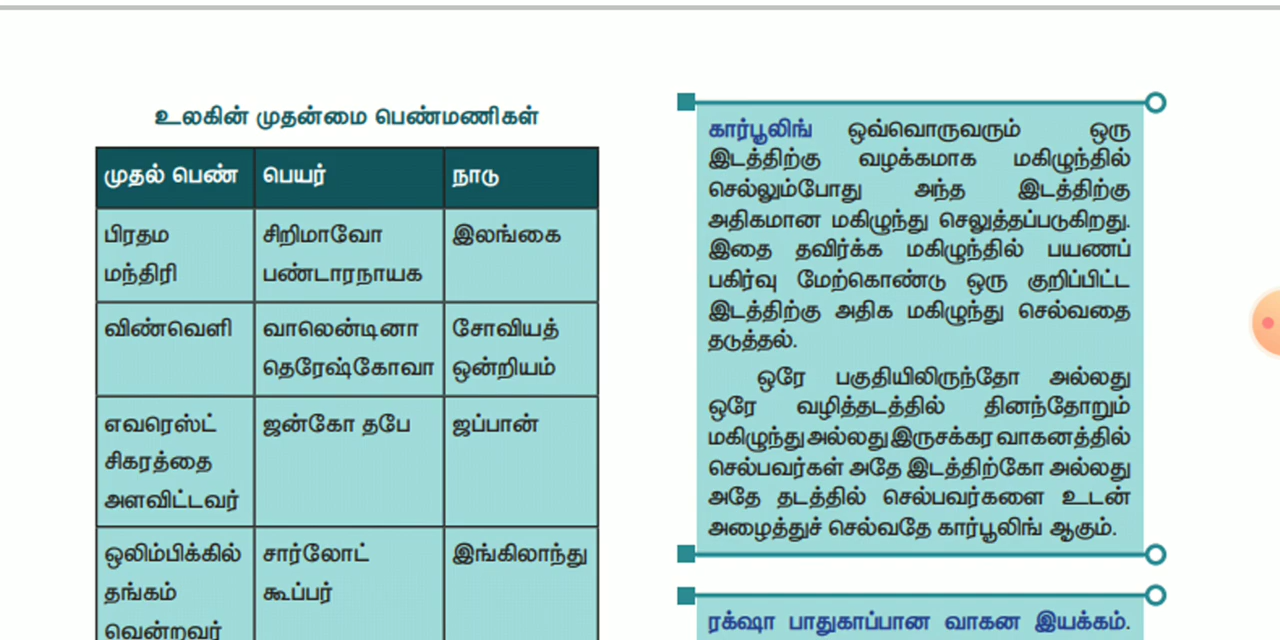 உலகின் முதன்மை பெண்மணிகள்
முதல் பெண் பெயர் நாடு
பிரதம மந்திரி சிறிமாவோ பண்டாரநாயக இலங்கை
விண்வெளி வாலென்டினா தெரேஷ்கோவா சோவியத் ஒன்றியம்
எவரெஸ்ட் சிகரத்தை அளவிட்டவர் ஜன்கோ தபே ஜப்பான்
ஒலிம்பிக்கில் தங்கம் வென்றவர் சார்லோட் கூப்பர் இங்கிலாந்து
கார்பூலிங் ஒவ்வொருவரும் ஒரு
இடத்திற்கு வழக்கமாக மகிழுந்தில்
செல்லும்போது அந்த இடத்திற்கு
அதிகமான மகிழுந்து செலுத்தப்படுகிறது.
இதை தவிர்க்க மகிழுந்தில் பயணப்
பகிர்வு மேற்கொண்டு ஒரு குறிப்பிட்ட
இடத்திற்கு அதிக மகிழுந்து செல்வதை
தடுத்தல்.
ஒரே பகுதியிலிருந்தோ அல்லது
ஒரே வழித்தடத்தில் தினந்தோறும்
மகிழுந்து அல்லது இருசக்கர வாகனத்தில்
செல்பவர்கள் அதே இடத்திற்கோ அல்லது
அதே தடத்தில் செல்பவர்களை உடன்
அழைத்துச் செல்வதே கார்பூலிங் ஆகும்.
ரக்‌ஷா பாதுகாப்பான வாகன இயக்கம்.